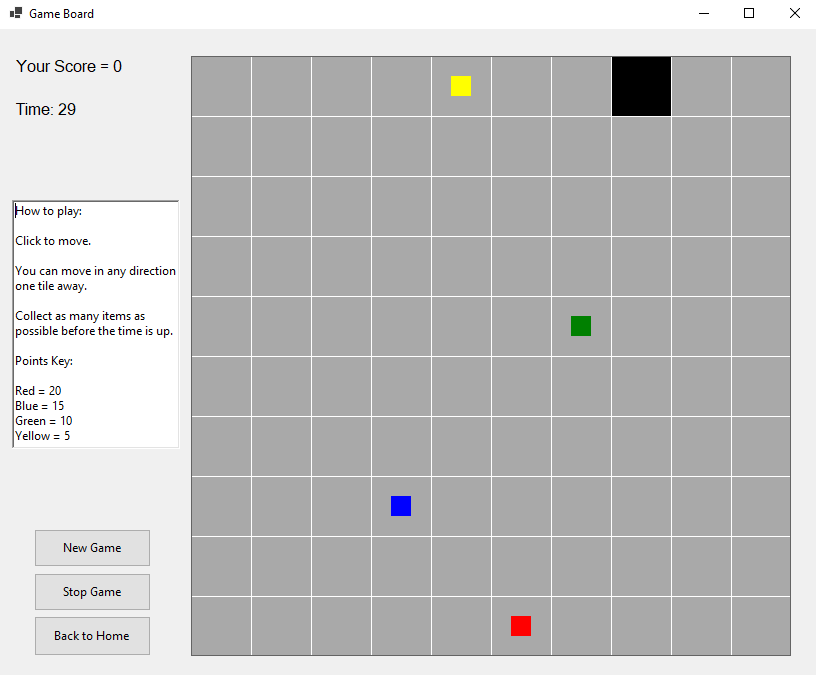 Game Board
Your Score = 0
Time: 29
How to play:
Click to move.
You can move in any direction
one tile away.
Collect as many items as
possible before the time is up.
Points Key:
Red = 20
Blue = 15
Green = 10
Yellow = 5
New Game
Stop Game
Back to Home